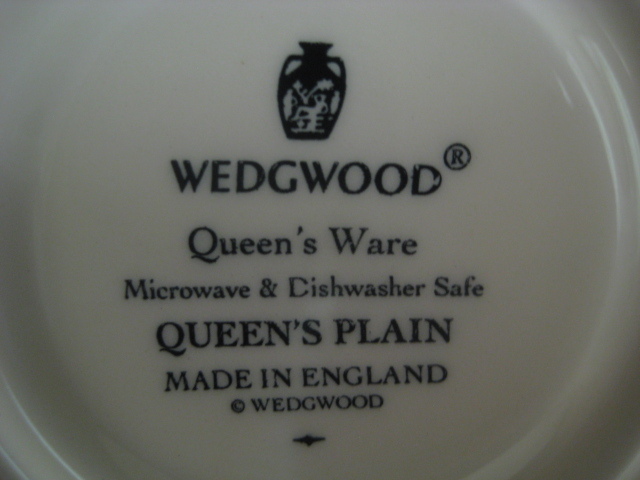 WEDGWOOD®
Queen's Ware
Microwave & Dishwasher Safe
QUEEN'S PLAIN
MADE IN ENGLAND
© WEDGWOOD